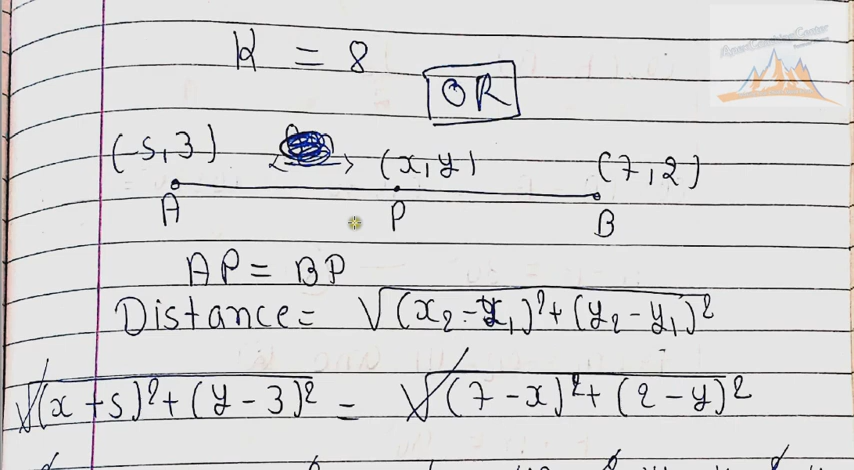 K = 8
OR
(-5,3) (x,y) (7,2)
A P B
AP = BP
Distance = √(x₂-x₁)²+(y₂-y₁)²
√(x+5)²+(y-3)² = √(7-x)²+(2-y)²